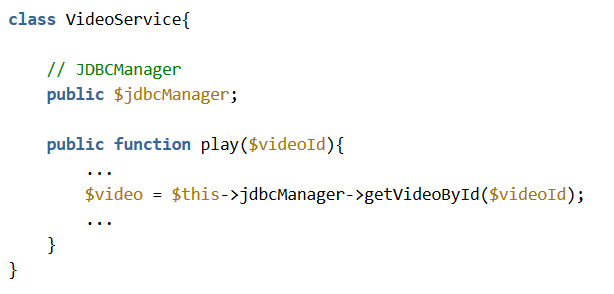 class VideoService{
    // JDBCManager
    public $jdbcManager;
    public function play($videoId){
        ...
        $video = $this->jdbcManager->getVideoById($videoId);
        ...
    }
}